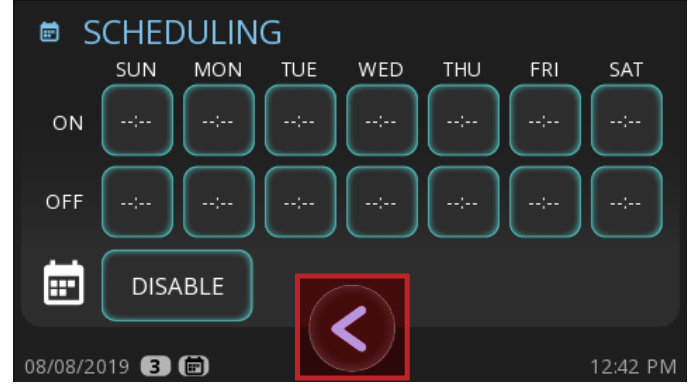 SCHEDULING
SUN MON TUE WED THU FRI SAT
ON --:-- --:-- --:-- --:-- --:-- --:-- --:--
OFF --:-- --:-- --:-- --:-- --:-- --:-- --:--
DISABLE
<
08/08/2019 3 12:42 PM